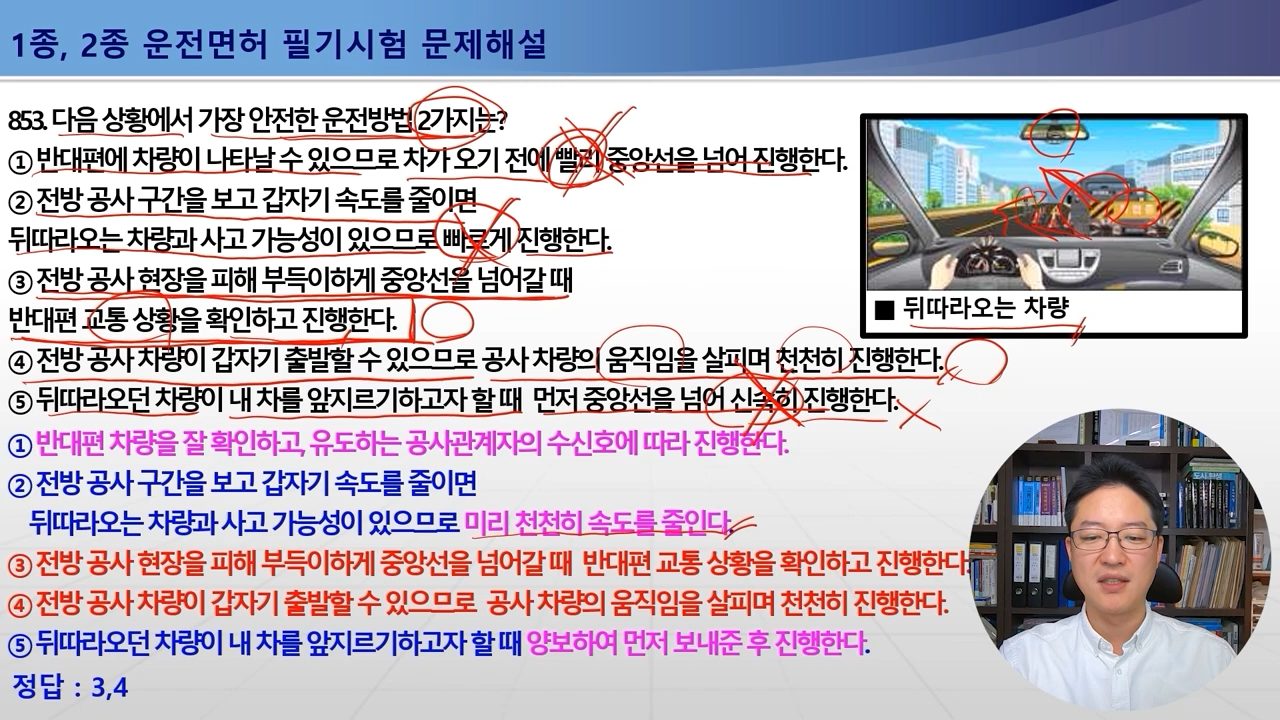 1종, 2종 운전면허 필기시험 문제해설
853. 다음 상황에서 가장 안전한 운전방법 2가지는?
① 반대편에 차량이 나타날 수 있으므로 차가 오기 전에 빨리 중앙선을 넘어 진행한다.
② 전방 공사 구간을 보고 갑자기 속도를 줄이면
뒤따라오는 차량과 사고 가능성이 있으므로 빠르게 진행한다.
③ 전방 공사 현장을 피해 부득이하게 중앙선을 넘어갈 때
반대편 교통 상황을 확인하고 진행한다.
④ 전방 공사 차량이 갑자기 출발할 수 있으므로 공사 차량의 움직임을 살피며 천천히 진행한다.
⑤ 뒤따라오던 차량이 내 차를 앞지르기하고자 할 때 먼저 중앙선을 넘어 신속히 진행한다.
■ 뒤따라오는 차량
① 반대편 차량을 잘 확인하고, 유도하는 공사관계자의 수신호에 따라 진행한다.
② 전방 공사 구간을 보고 갑자기 속도를 줄이면
뒤따라오는 차량과 사고 가능성이 있으므로 미리 천천히 속도를 줄인다.
③ 전방 공사 현장을 피해 부득이하게 중앙선을 넘어갈 때 반대편 교통 상황을 확인하고 진행한다.
④ 전방 공사 차량이 갑자기 출발할 수 있으므로 공사 차량의 움직임을 살피며 천천히 진행한다.
⑤ 뒤따라오던 차량이 내 차를 앞지르기하고자 할 때 양보하여 먼저 보내준 후 진행한다.
정답 : 3,4